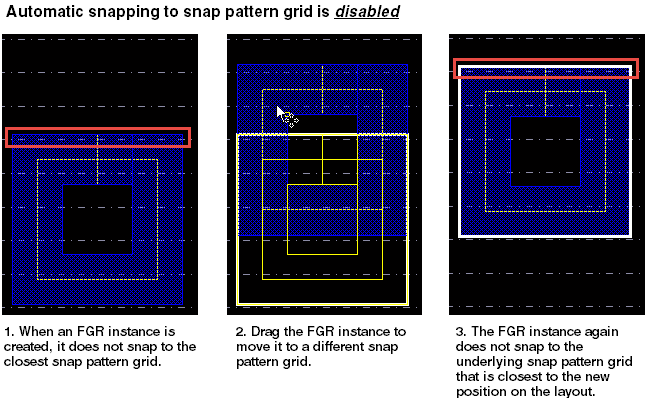 Automatic snapping to snap pattern grid is disabled
1. When an FGR instance is
created, it does not snap to the
closest snap pattern grid.
2. Drag the FGR instance to
move it to a different snap
pattern grid.
3. The FGR instance again
does not snap to the
underlying snap pattern grid
that is closest to the new
position on the layout.